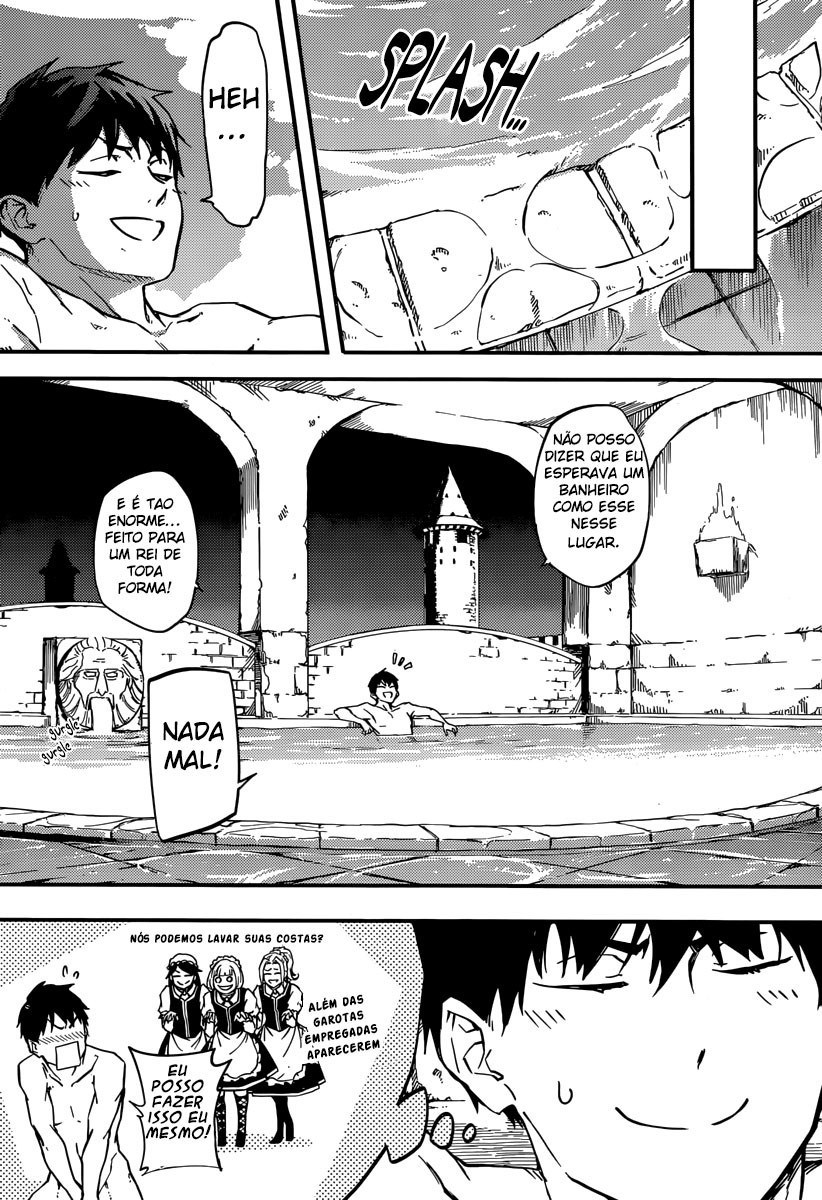 SPLASH...
HEH
...
NÃO POSSO
DIZER QUE EU
ESPERAVA UM
BANHEIRO
COMO ESSE
NESSE
LUGAR.
E É TAO
ENORME...
FEITO PARA
UM REI DE
TODA
FORMA!
gurgle
gurgle
NADA
MAL!
NÓS PODEMOS LAVAR SUAS COSTAS?
ALÉM DAS
GAROTAS
EMPREGADAS
APARECEREM
EU
POSSO
FAZER
ISSO EU
MESMO!